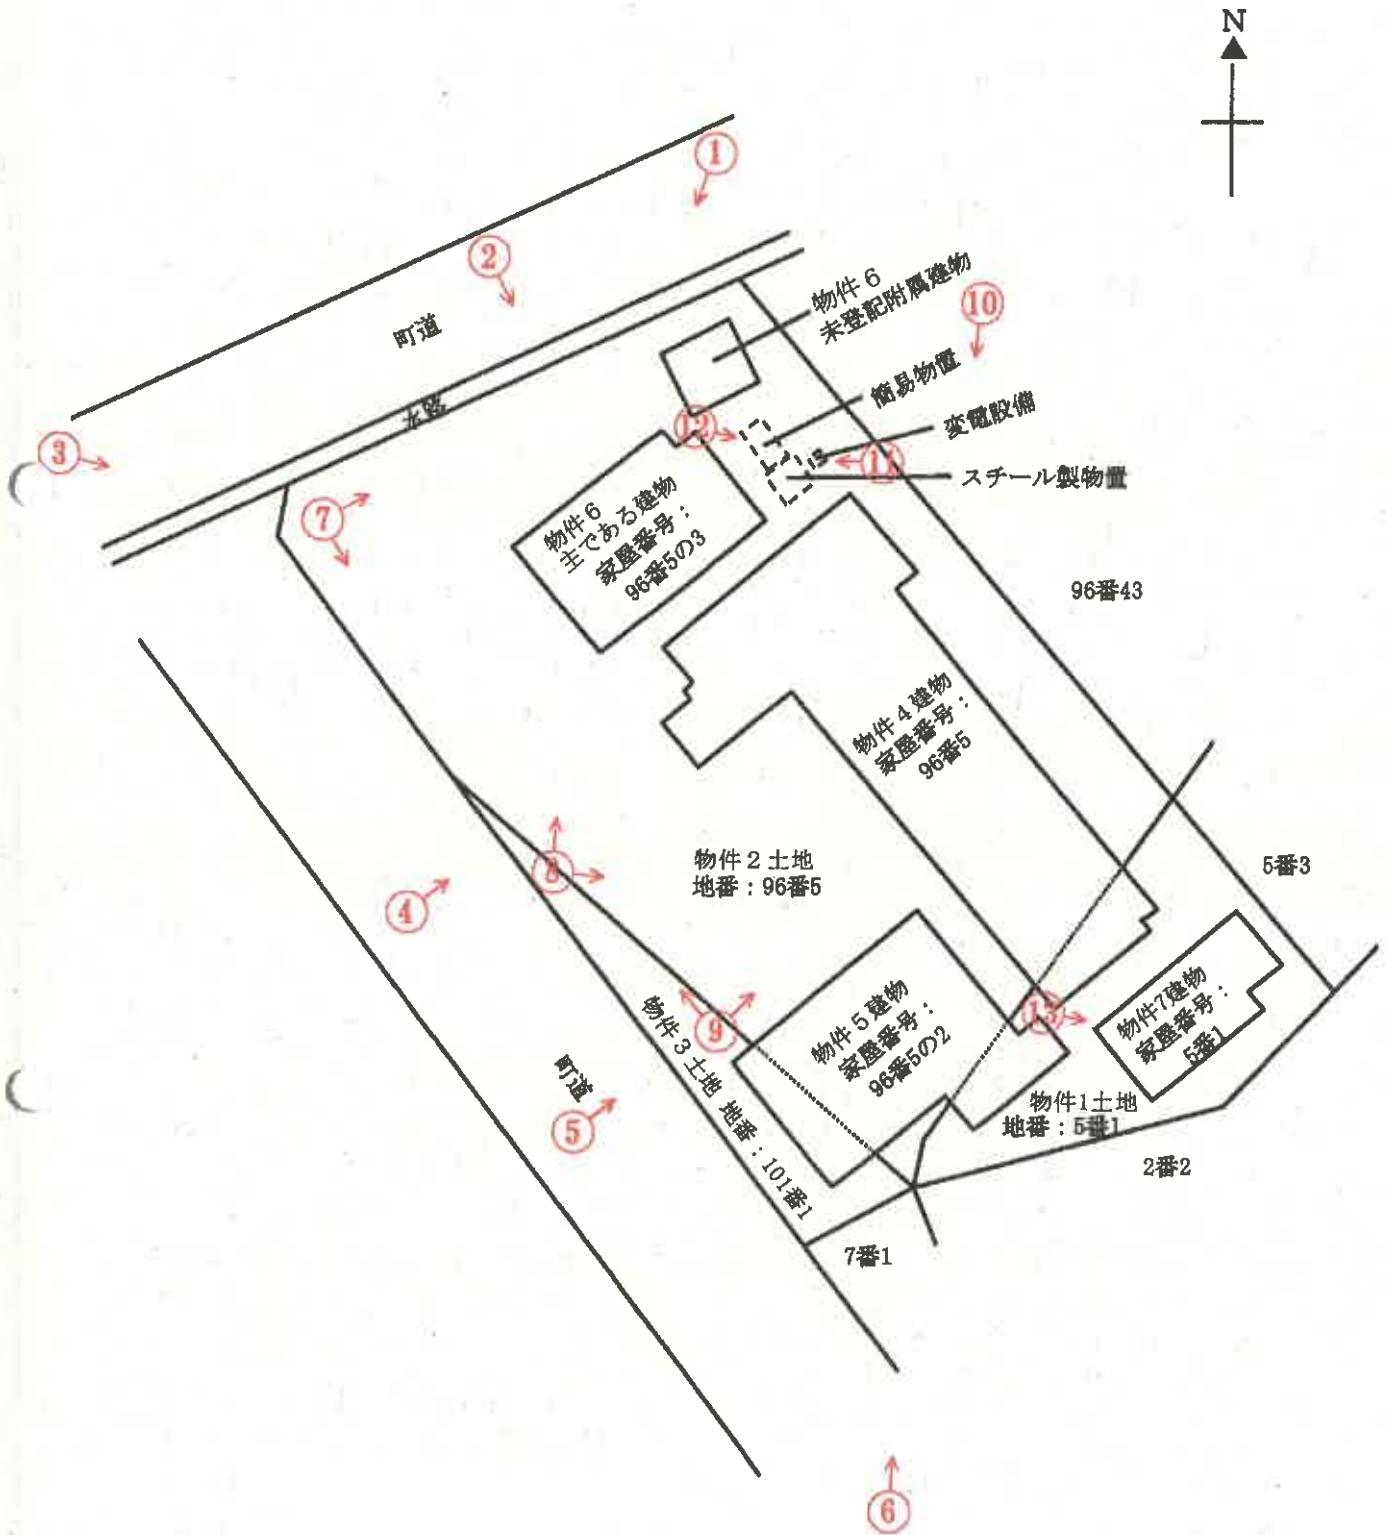 N
①
②
町道
水路
③
物件６
未登記附属建物
⑩
簡易物置
変電設備
⑫
⑪
スチール製物置
⑦
物件６
主である建物
家屋番号：
96番5の3
96番43
物件４建物
家屋番号：
96番5
物件２土地
地番：96番5
5番3
⑧
④
物件３土地 地番：101番1
⑨
物件５建物
家屋番号：
96番5の2
⑬
物件7建物
家屋番号：
5番1
町道
⑤
物件1土地
地番：5番1
2番2
7番1
⑥